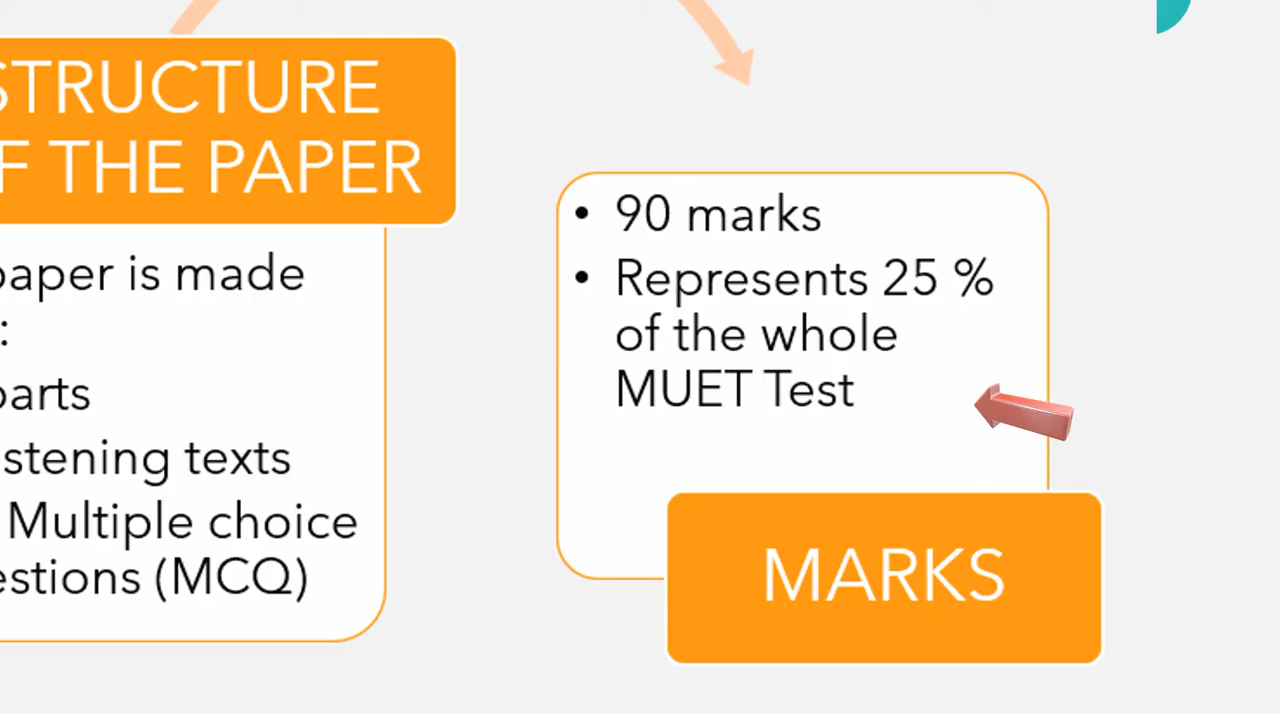 STRUCTURE
F THE PAPER
paper is made
:
parts
stening texts
Multiple choice
estions (MCQ)
• 90 marks
• Represents 25 %
of the whole
MUET Test
MARKS